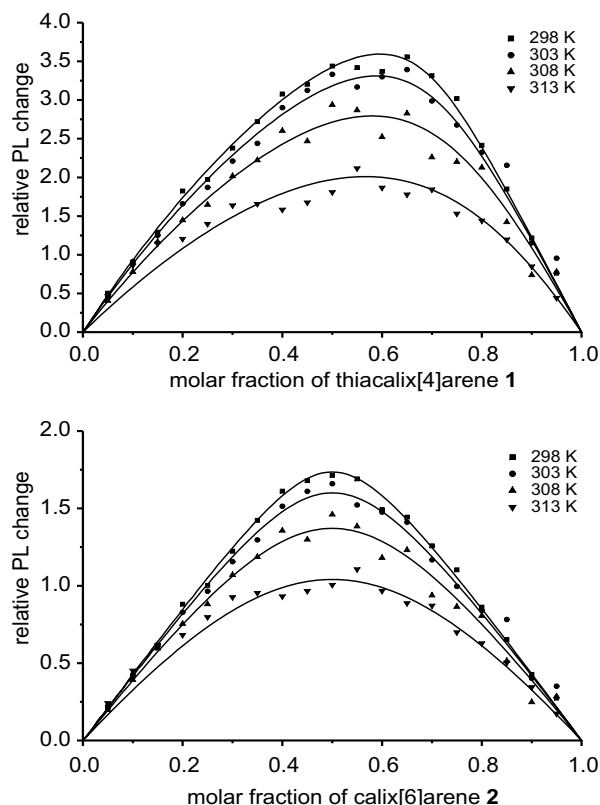 4.0
3.5
3.0
2.5
2.0
1.5
1.0
0.5
0.0
relative PL change
298 K
303 K
308 K
313 K
0.0 0.2 0.4 0.6 0.8 1.0
molar fraction of thiacalix[4]arene 1
2.0
1.5
1.0
0.5
0.0
relative PL change
298 K
303 K
308 K
313 K
0.0 0.2 0.4 0.6 0.8 1.0
molar fraction of calix[6]arene 2